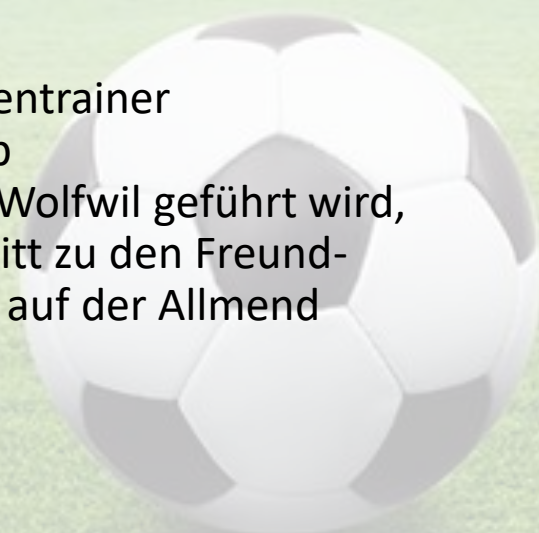 entrainer
o
Wolfwil geführt wird,
itt zu den Freund-
auf der Allmend